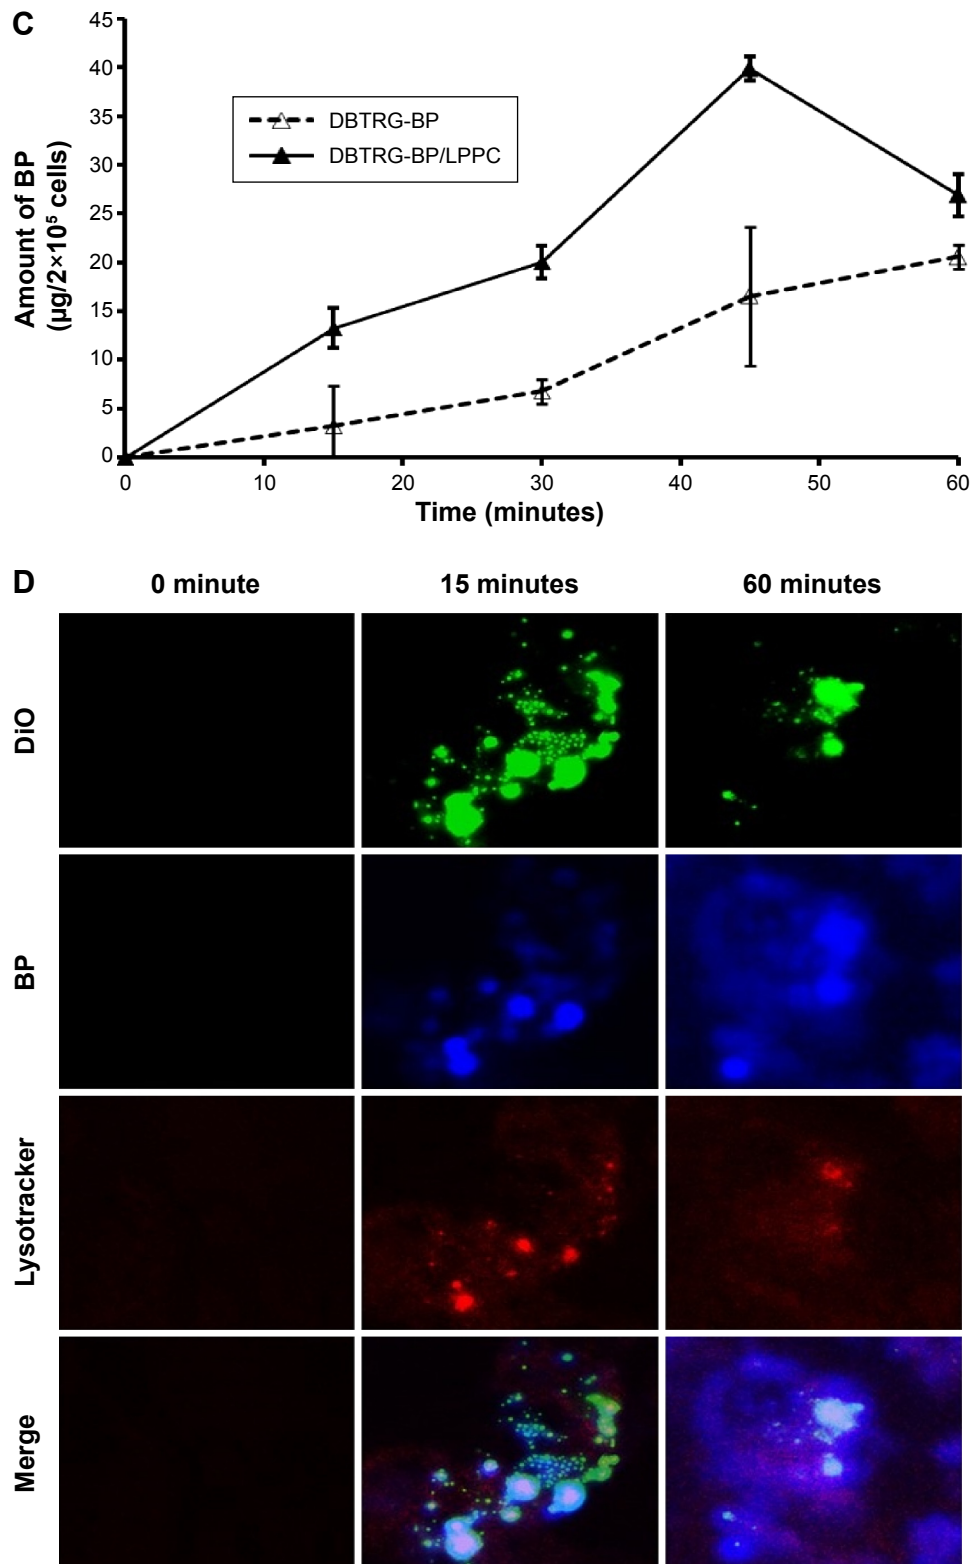 C
45
40
35
30
25
20
15
10
5
0
Amount of BP
(µg/2×10⁵ cells)
DBTRG-BP
DBTRG-BP/LPPC
0 10 20 30 40 50 60
Time (minutes)
D
0 minute 15 minutes 60 minutes
DiO
BP
Lysotracker
Merge